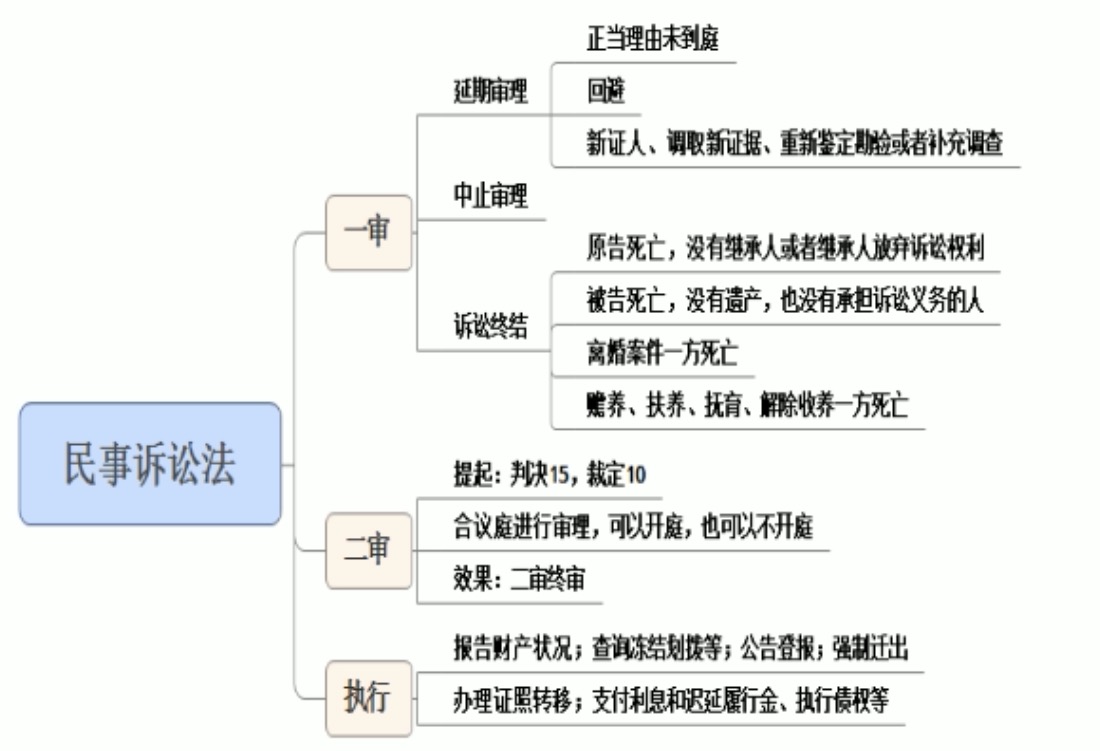 正当理由未到庭
延期审理
回避
新证人、调取新证据、重新鉴定勘验或者补充调查
中止审理
一审
原告死亡，没有继承人或者继承人放弃诉讼权利
被告死亡，没有遗产，也没有承担诉讼义务的人
诉讼终结
离婚案件一方死亡
赡养、扶养、抚育、解除收养一方死亡
民事诉讼法
提起：判决15，裁定10
合议庭进行审理，可以开庭，也可以不开庭
二审
效果：二审终审
报告财产状况；查询冻结划拨等；公告登报；强制迁出
执行
办理证照转移；支付利息和迟延履行金、执行债权等